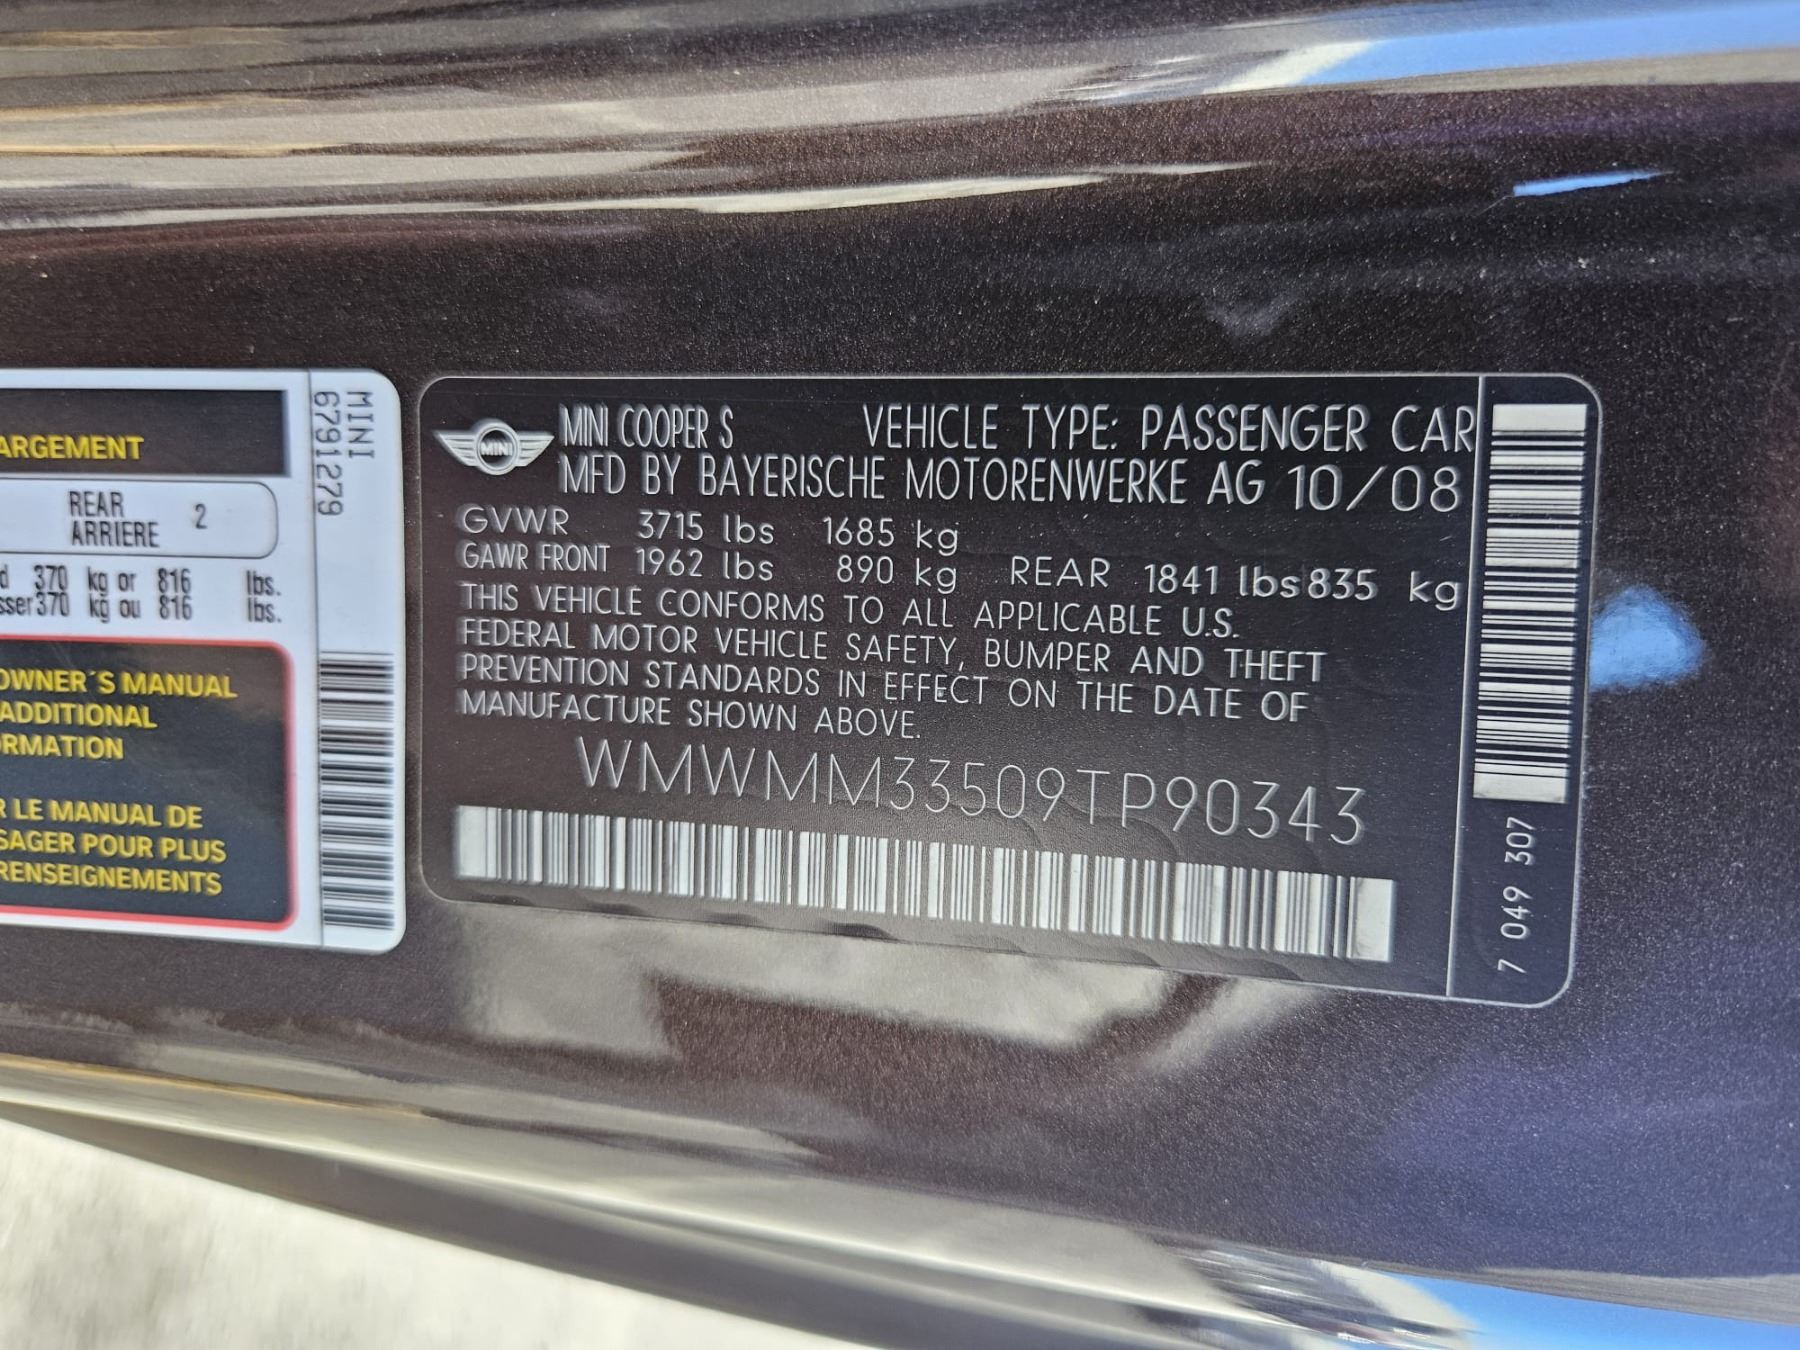 ARGEMENT
REAR
ARRIERE
2
d 370 kg or 816 lbs.
sser 370 kg ou 816 lbs.
OWNER´S MANUAL
ADDITIONAL
ORMATION
R LE MANUAL DE
SAGER POUR PLUS
RENSEIGNEMENTS
MINI
6791279
MINI
MINI COOPER S VEHICLE TYPE: PASSENGER CAR
MFD BY BAYERISCHE MOTORENWERKE AG 10/08
GVWR 3715 lbs 1685 kg
GAWR FRONT 1962 lbs 890 kg REAR 1841 lbs 835 kg
THIS VEHICLE CONFORMS TO ALL APPLICABLE U.S.
FEDERAL MOTOR VEHICLE SAFETY, BUMPER AND THEFT
PREVENTION STANDARDS IN EFFECT ON THE DATE OF
MANUFACTURE SHOWN ABOVE.
WMWMM33509TP90343
7 049 307